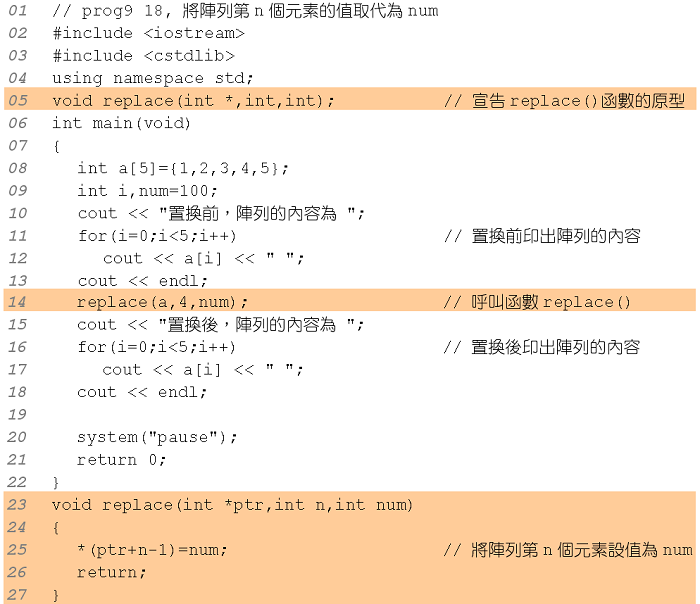 01 // prog9 18, 將陣列第 n 個元素的值取代為 num
02 #include <iostream>
03 #include <cstdlib>
04 using namespace std;
05 void replace(int *,int,int); // 宣告 replace()函數的原型
06 int main(void)
07 {
08 int a[5]={1,2,3,4,5};
09 int i,num=100;
10 cout << "置換前，陣列的內容為 ";
11 for(i=0;i<5;i++) // 置換前印出陣列的內容
12 cout << a[i] << " ";
13 cout << endl;
14 replace(a,4,num); // 呼叫函數 replace()
15 cout << "置換後，陣列的內容為 ";
16 for(i=0;i<5;i++) // 置換後印出陣列的內容
17 cout << a[i] << " ";
18 cout << endl;
19
20 system("pause");
21 return 0;
22 }
23 void replace(int *ptr,int n,int num)
24 {
25 *(ptr+n-1)=num; // 將陣列第 n 個元素設值為 num
26 return;
27 }